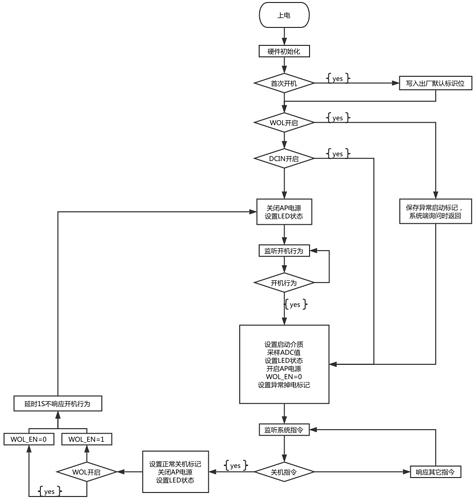 上电
硬件初始化
首次开机
{ yes }
写入出厂默认标识位
WOL开启
{ yes }
DCIN开启
{ yes }
保存异常启动标记，
系统端询问时返回
关闭AP电源
设置LED状态
监听开机行为
开机行为
{ yes }
设置启动介质
采样ADC值
设置LED状态
开启AP电源
WOL_EN=0
设置异常掉电标记
延时1S不响应开机行为
监听系统指令
WOL_EN=0
WOL_EN=1
设置正常关机标记
关闭AP电源
设置LED状态
WOL开启
{ yes }
关机指令
{ yes }
响应其它指令